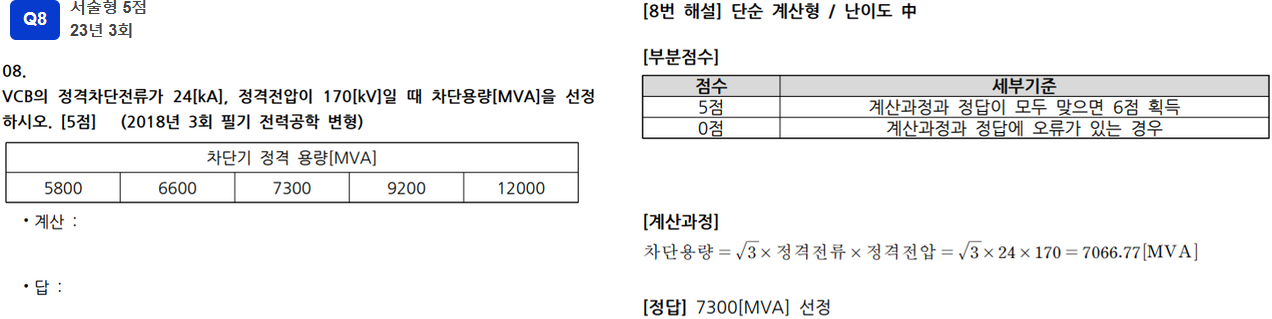 Q8
서술형 5점
23년 3회
08.
VCB의 정격차단전류가 24[kA], 정격전압이 170[kV]일 때 차단용량[MVA]을 선정
하시오. [5점] (2018년 3회 필기 전력공학 변형)
차단기 정격 용량[MVA]
5800 6600 7300 9200 12000
• 계산 :
• 답 :
[8번 해설] 단순 계산형 / 난이도 中
[부분점수]
점수 세부기준
5점 계산과정과 정답이 모두 맞으면 6점 획득
0점 계산과정과 정답에 오류가 있는 경우
[계산과정]
차단용량 = √3 × 정격전류 × 정격전압 = √3 × 24 × 170 = 7066.77[MVA]
[정답] 7300[MVA] 선정